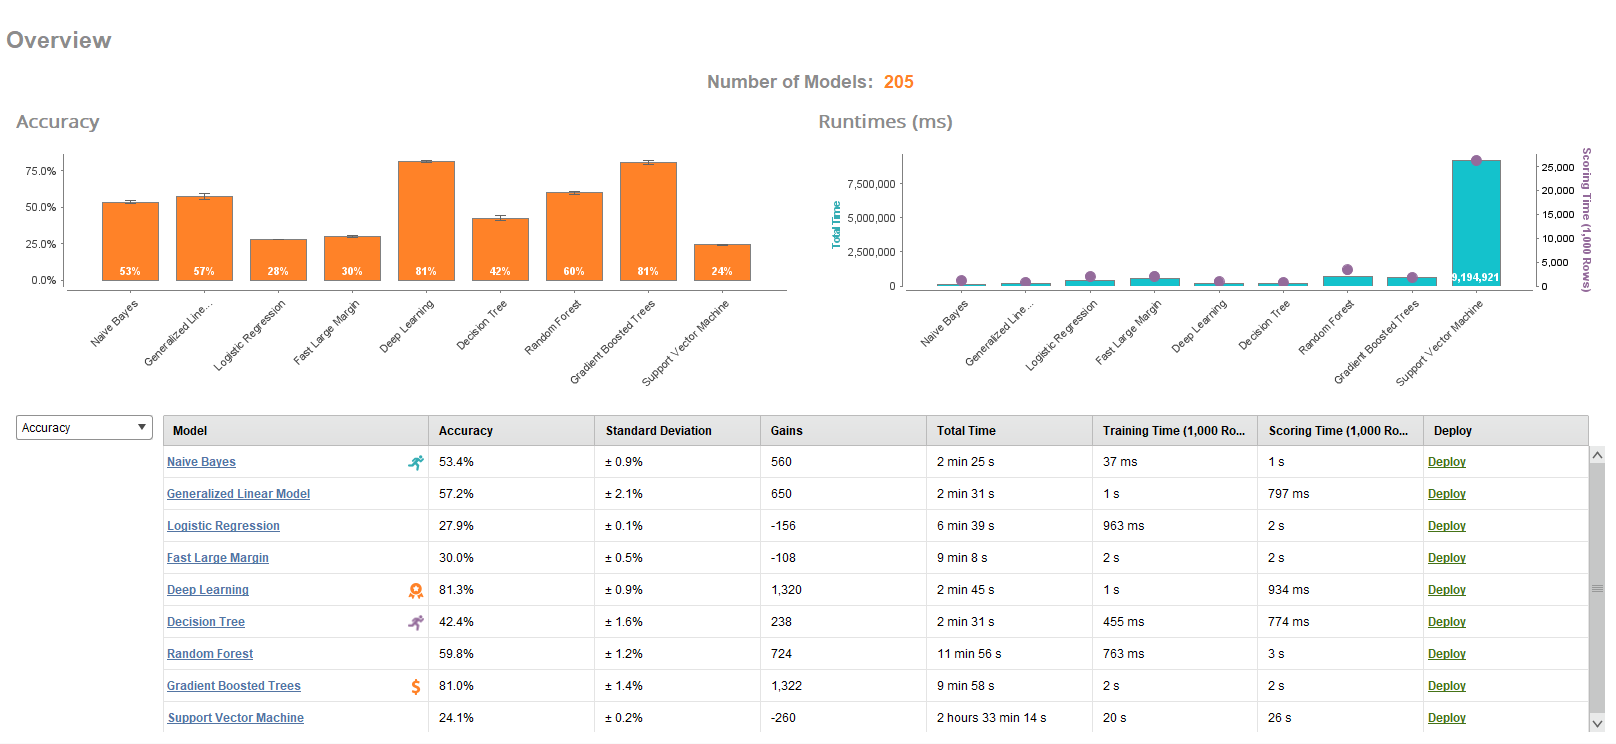 Overview
Number of Models: 205
Accuracy
75.0%
50.0%
25.0%
0.0%
53%
57%
28%
30%
81%
42%
60%
81%
24%
Naive Bayes
Generalized Line...
Logistic Regression
Fast Large Margin
Deep Learning
Decision Tree
Random Forest
Gradient Boosted Trees
Support Vector Machine
Runtimes (ms)
Total Time
7,500,000
5,000,000
2,500,000
0
9,194,921
25,000
20,000
15,000
10,000
5,000
0
Scoring Time (1,000 Rows)
Naive Bayes
Generalized Line...
Logistic Regression
Fast Large Margin
Deep Learning
Decision Tree
Random Forest
Gradient Boosted Trees
Support Vector Machine
Accuracy
Model Accuracy Standard Deviation Gains Total Time Training Time (1,000 Ro... Scoring Time (1,000 Ro... Deploy
Naive Bayes 53.4% ± 0.9% 560 2 min 25 s 37 ms 1 s Deploy
Generalized Linear Model 57.2% ± 2.1% 650 2 min 31 s 1 s 797 ms Deploy
Logistic Regression 27.9% ± 0.1% -156 6 min 39 s 963 ms 2 s Deploy
Fast Large Margin 30.0% ± 0.5% -108 9 min 8 s 2 s 2 s Deploy
Deep Learning 81.3% ± 0.9% 1,320 2 min 45 s 1 s 934 ms Deploy
Decision Tree 42.4% ± 1.6% 238 2 min 31 s 455 ms 774 ms Deploy
Random Forest 59.8% ± 1.2% 724 11 min 56 s 763 ms 3 s Deploy
Gradient Boosted Trees $ 81.0% ± 1.4% 1,322 9 min 58 s 2 s 2 s Deploy
Support Vector Machine 24.1% ± 0.2% -260 2 hours 33 min 14 s 20 s 26 s Deploy